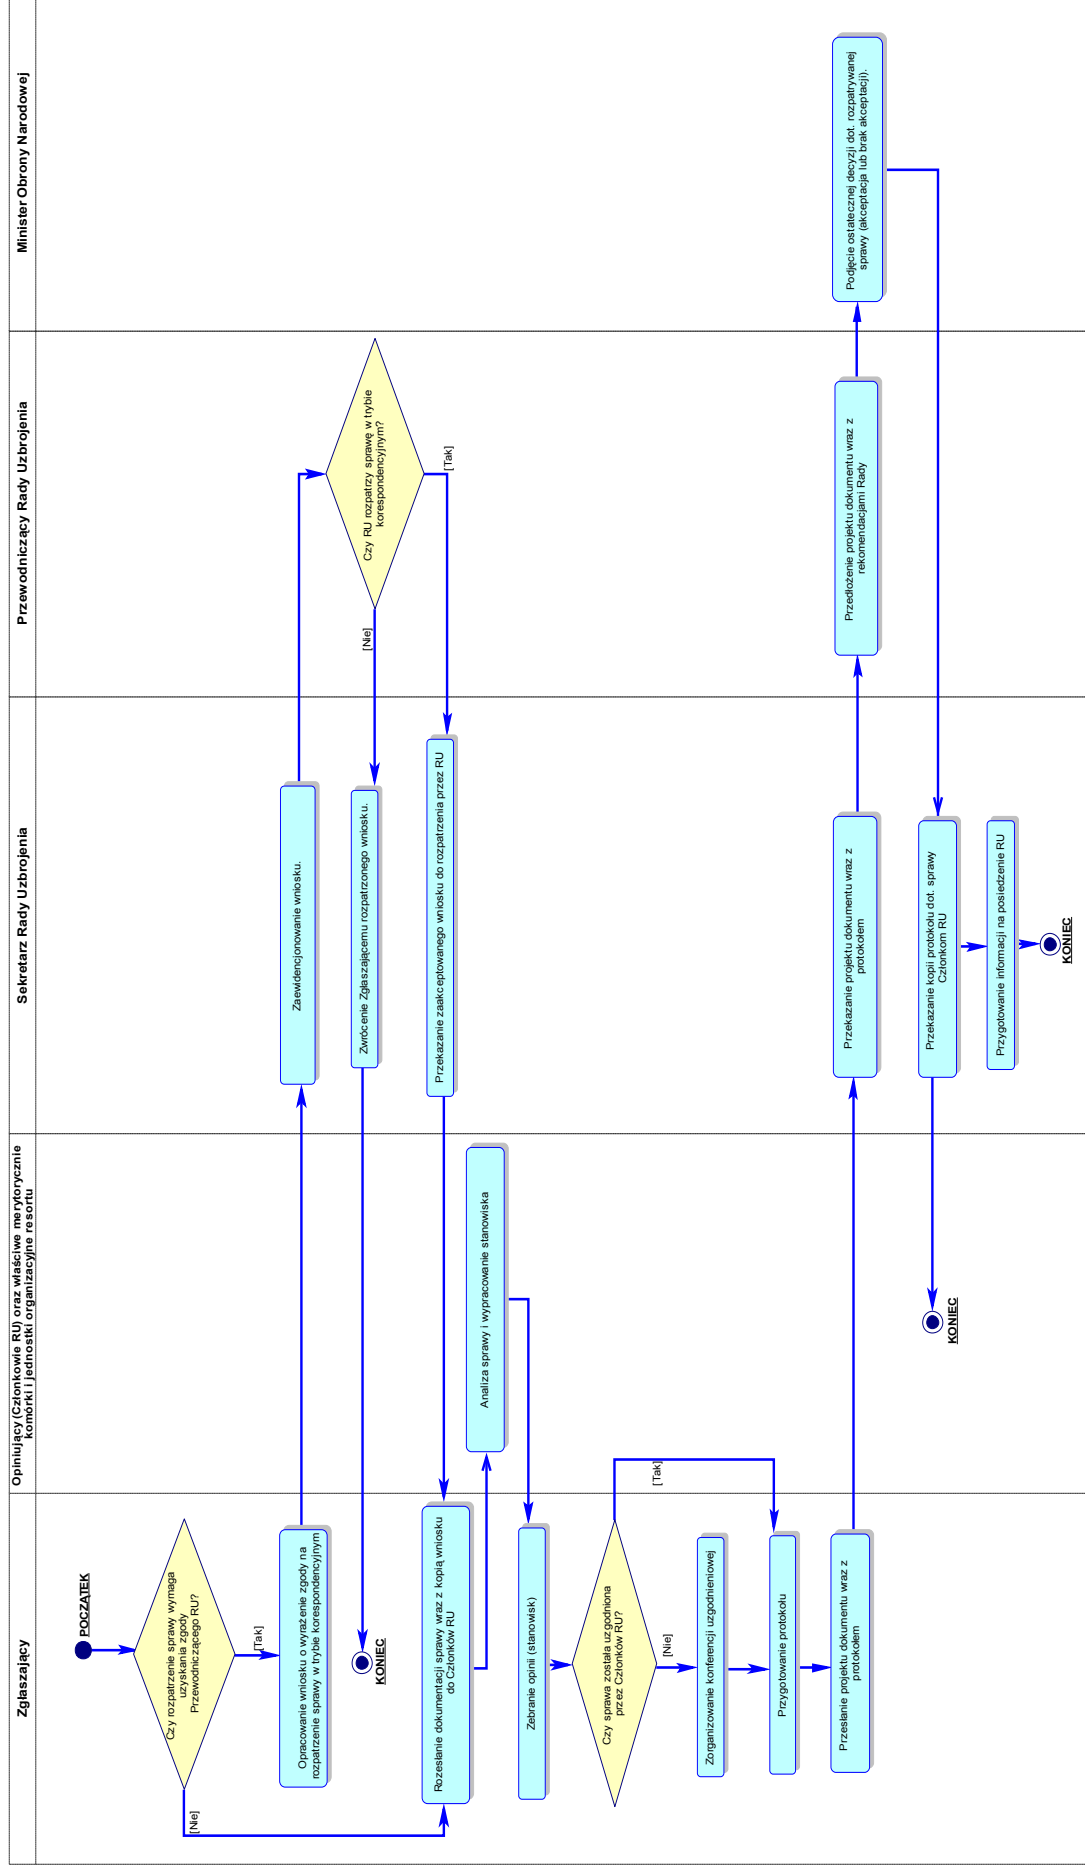 Zgłaszający
Opiniujący (Członkowie RU) oraz właściwe merytorycznie
komórki i jednostki organizacyjne resortu
Sekretarz Rady Uzbrojenia
Przewodniczący Rady Uzbrojenia
Minister Obrony Narodowej
POCZĄTEK
Czy rozpatrzenie sprawy wymaga
uzyskania zgody
Przewodniczącego RU?
[Nie]
[Tak]
Opracowanie wniosku o wyrażenie zgody na
rozpatrzenie sprawy w trybie korespondencyjnym
Zaewidencjonowanie wniosku.
Czy RU rozpatrzy sprawę w trybie
korespondencyjnym?
[Nie]
[Tak]
Zwrócenie Zgłaszającemu rozpatrzonego wniosku.
KONIEC
Przekazanie zaakceptowanego wniosku do rozpatrzenia przez RU
Rozesłanie dokumentacji sprawy wraz z kopią wniosku
do Członków RU
Analiza sprawy i wypracowanie stanowiska
Zebranie opinii (stanowisk)
Czy sprawa została uzgodniona
przez Członków RU?
[Nie]
[Tak]
Zorganizowanie konferencji uzgodnieniowej
Przygotowanie protokołu
Przesłanie projektu dokumentu wraz z
protokołem
Przekazanie projektu dokumentu wraz z
protokołem
Przedłożenie projektu dokumentu wraz z
rekomendacjami Rady
Podjęcie ostatecznej decyzji dot. rozpatrywanej
sprawy (akceptacja lub brak akceptacji).
Przekazanie kopii protokołu dot. sprawy
Członkom RU
KONIEC
Przygotowanie informacji na posiedzenie RU
KONIEC